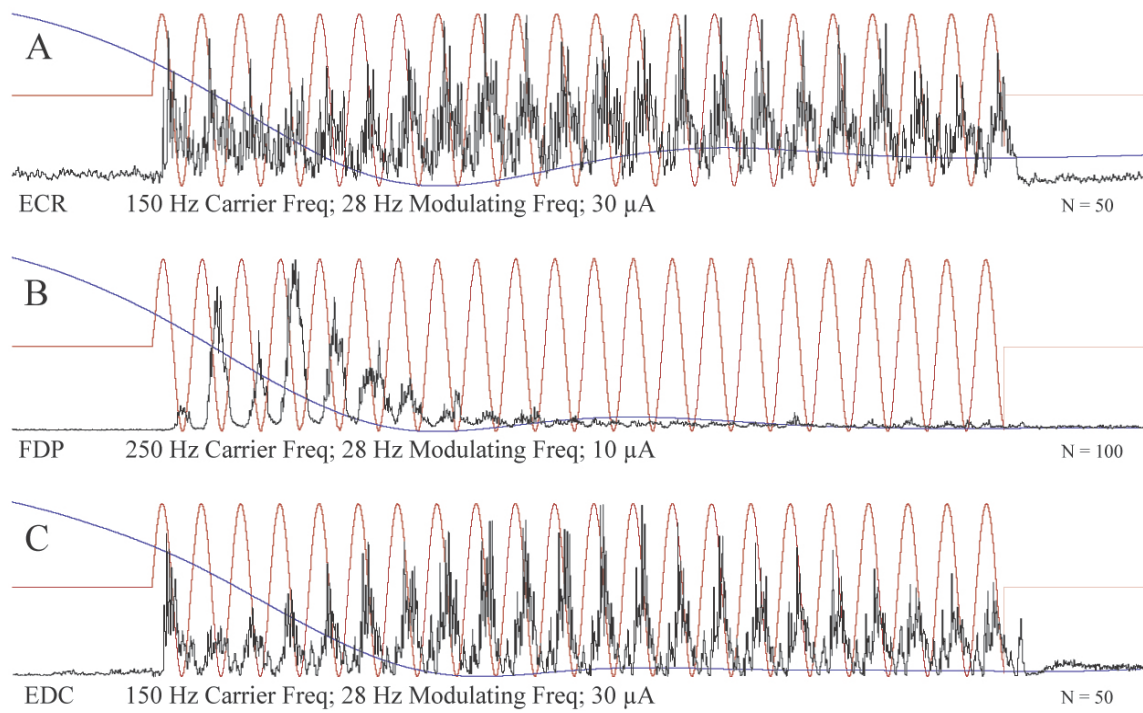 A
ECR 150 Hz Carrier Freq; 28 Hz Modulating Freq; 30 µA N = 50
B
FDP 250 Hz Carrier Freq; 28 Hz Modulating Freq; 10 µA N = 100
C
EDC 150 Hz Carrier Freq; 28 Hz Modulating Freq; 30 µA N = 50